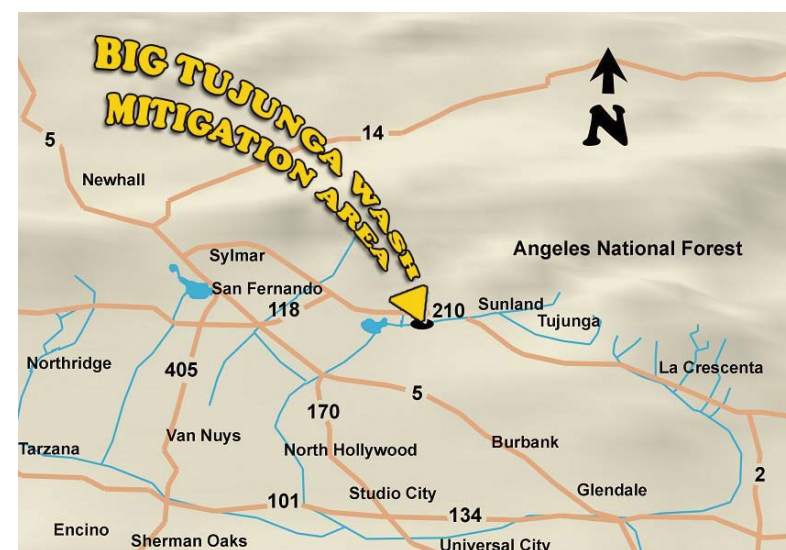 BIG TUJUNGA WASH
MITIGATION AREA
N
14
5
Newhall
Sylmar
Angeles National Forest
San Fernando
118
210
Sunland
Tujunga
Northridge
405
La Crescenta
5
170
Van Nuys
North Hollywood
Burbank
Tarzana
2
Studio City
Glendale
101
134
Encino
Sherman Oaks
Universal City